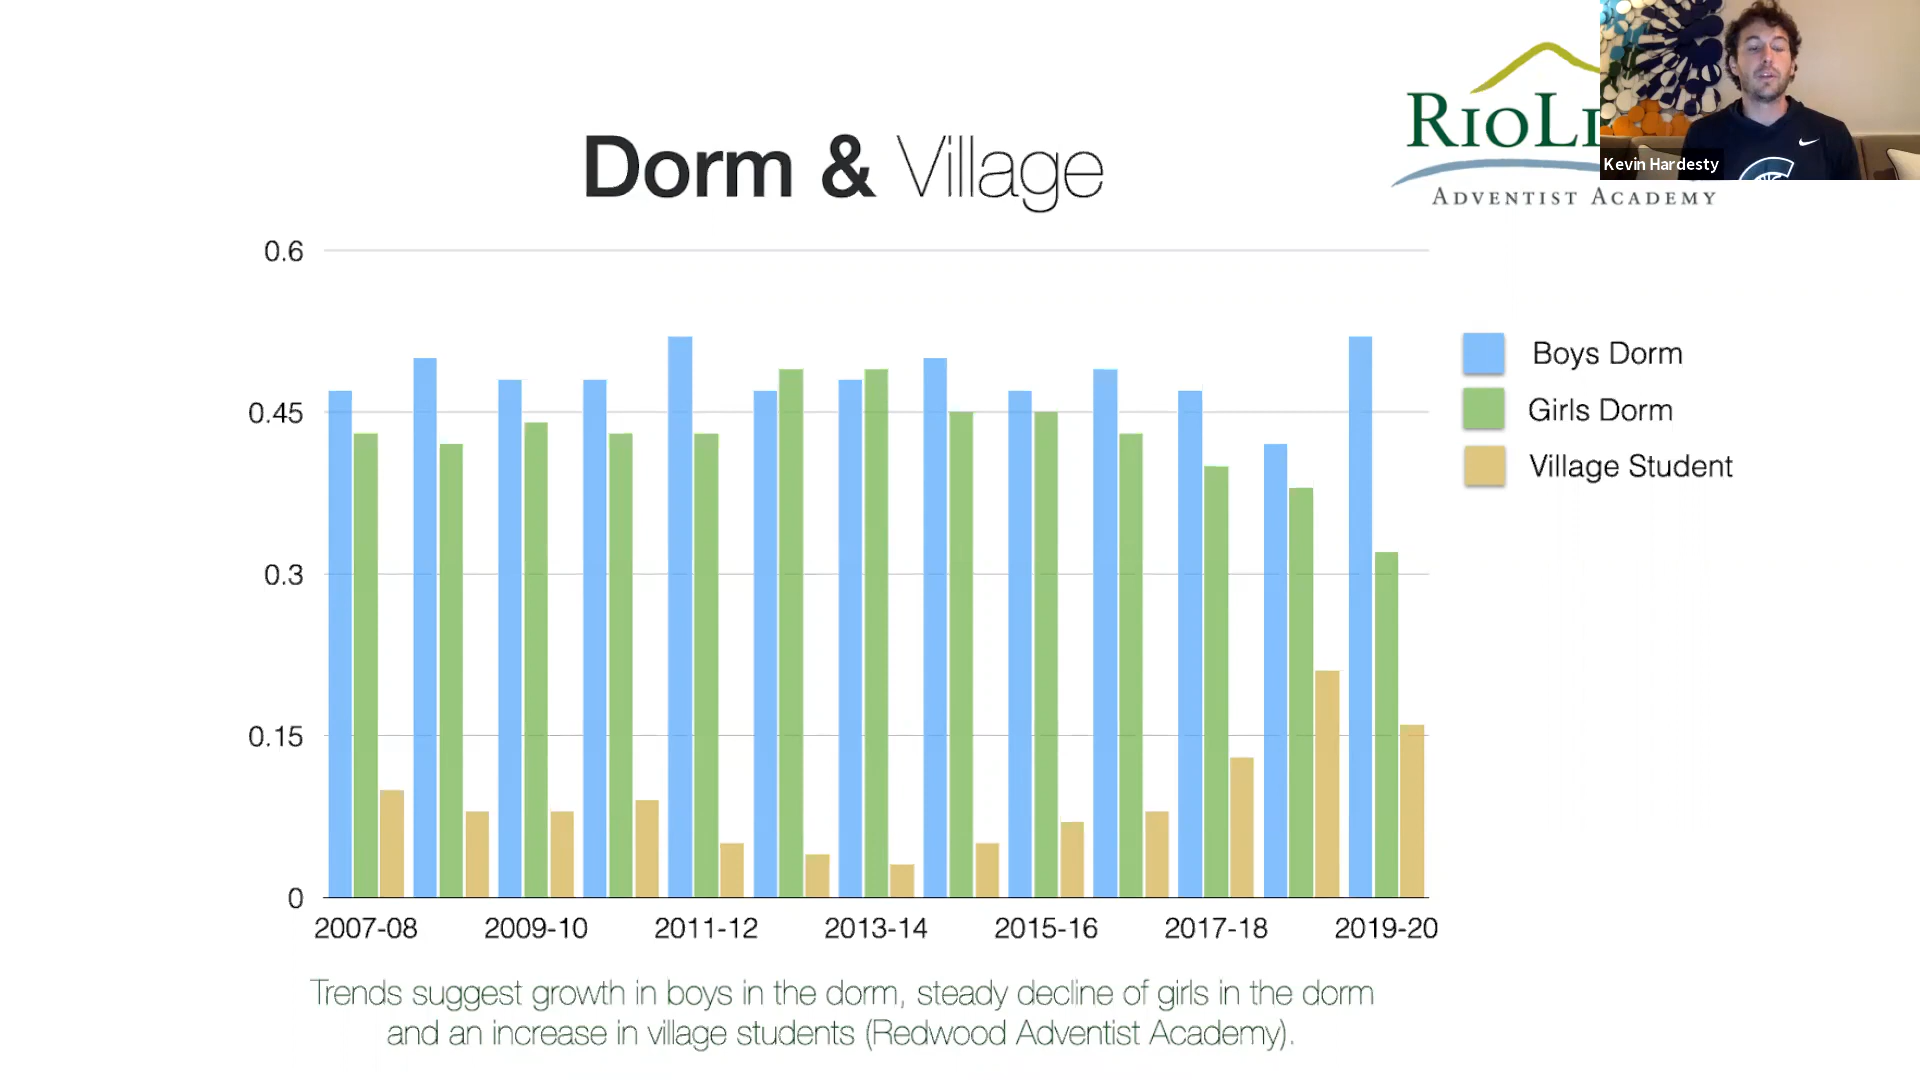 RIOL
Kevin Hardesty
ADVENTIST ACADEMY
Dorm & Village
0.6
0.45
0.3
0.15
0
Boys Dorm
Girls Dorm
Village Student
2007-08 2009-10 2011-12 2013-14 2015-16 2017-18 2019-20
Trends suggest growth in boys in the dorm, steady decline of girls in the dorm
and an increase in village students (Redwood Adventist Academy).